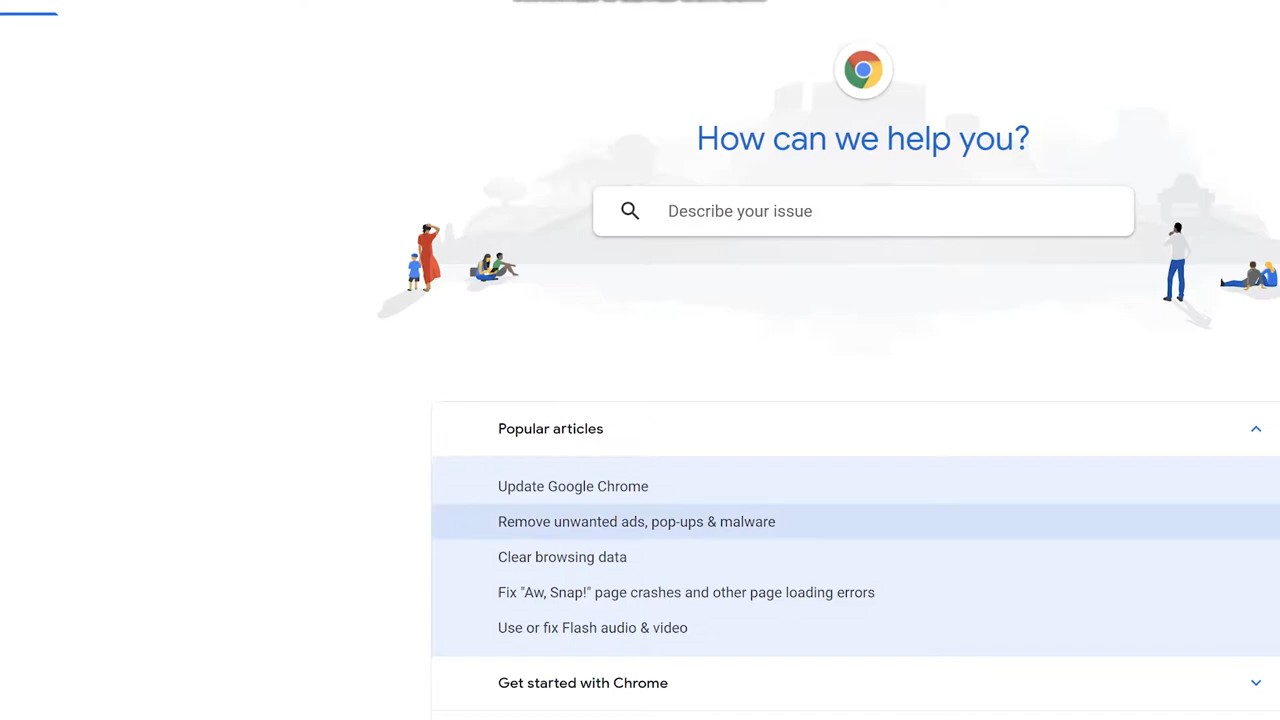 How can we help you?
Describe your issue
Popular articles
Update Google Chrome
Remove unwanted ads, pop-ups & malware
Clear browsing data
Fix "Aw, Snap!" page crashes and other page loading errors
Use or fix Flash audio & video
Get started with Chrome